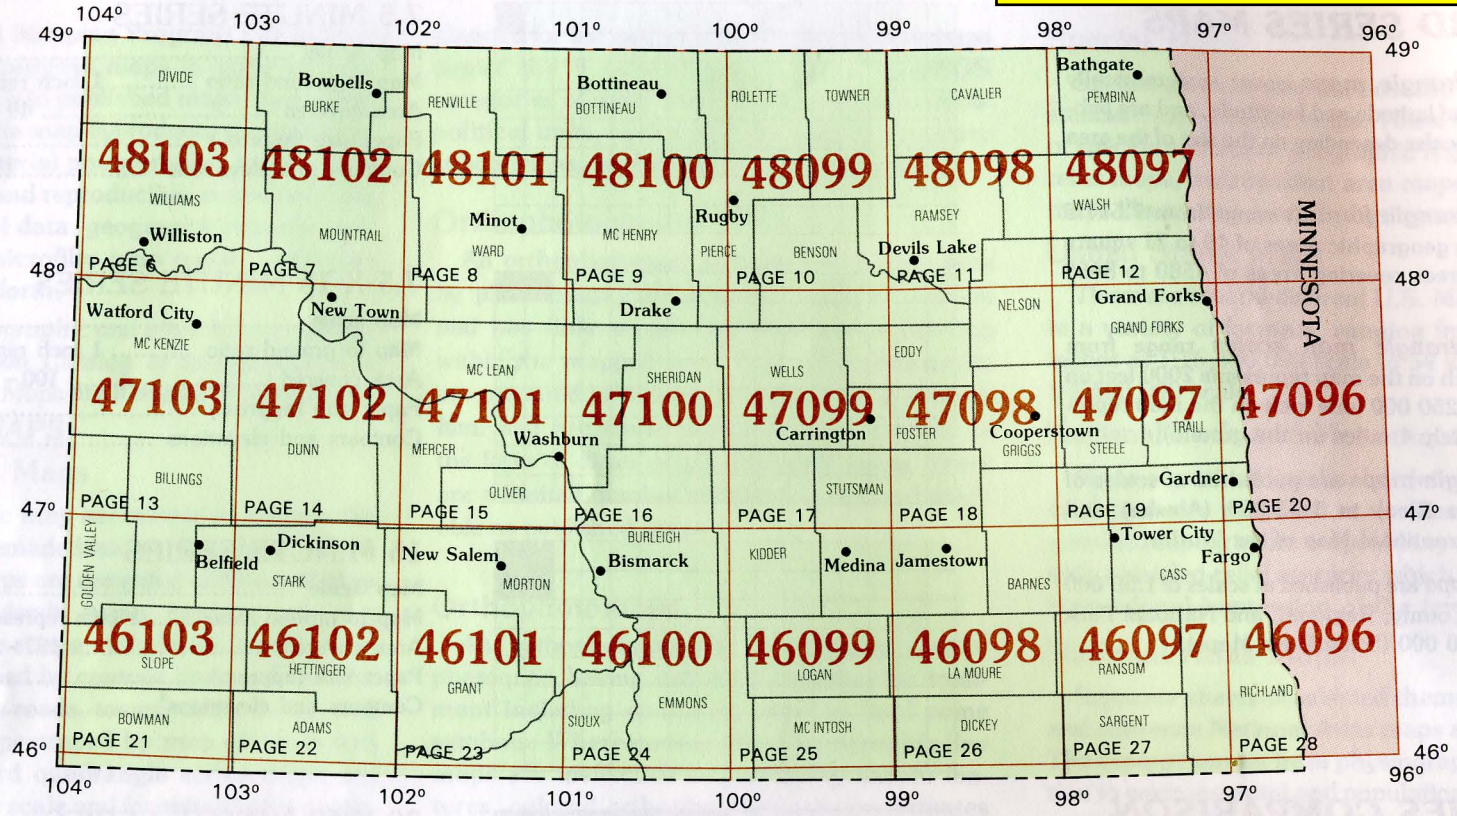 104° 103° 102° 101° 100° 99° 98° 97° 96°
49° 49°
DIVIDE
Bowbells
BURKE
RENVILLE
Bottineau
BOTTINEAU
ROLETTE
TOWNER
CAVALIER
Bathgate
PEMBINA
48103 48102 48101 48100 48099 48098 48097
WILLIAMS
Williston
MOUNTRAIL
Minot
WARD
MC HENRY
Rugby
PIERCE
BENSON
RAMSEY
Devils Lake
WALSH
MINNESOTA
PAGE 6 PAGE 7 PAGE 8 PAGE 9 PAGE 10 PAGE 11 PAGE 12
48° 48°
Watford City
MC KENZIE
New Town
Drake
NELSON
Grand Forks
GRAND FORKS
MC LEAN
SHERIDAN
WELLS
EDDY
47103 47102 47101 47100 47099 47098 4709 47096
Washburn
Carrington
FOSTER
Cooperstown
GRIGGS
STEELE
TRAILL
BILLINGS
DUNN
MERCER
OLIVER
STUTSMAN
Gardner
PAGE 13 PAGE 14 PAGE 15 PAGE 16 PAGE 17 PAGE 18 PAGE 19 PAGE 20
47° 47°
GOLDEN VALLEY
Belfield
Dickinson
STARK
New Salem
MORTON
BURLEIGH
Bismarck
KIDDER
Medina
Jamestown
BARNES
Tower City
CASS
Fargo
46103 46102 46101 46100 46099 46098 46097 46096
SLOPE
HETTINGER
GRANT
LOGAN
LA MOURE
RANSOM
RICHLAND
BOWMAN
ADAMS
SIOUX
EMMONS
MC INTOSH
DICKEY
SARGENT
PAGE 21 PAGE 22 PAGE 23 PAGE 24 PAGE 25 PAGE 26 PAGE 27 PAGE 28
46° 46°
104° 103° 102° 101° 100° 99° 98° 97° 96°